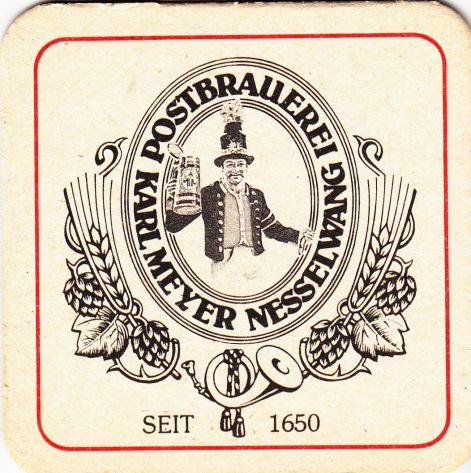 POSTBRAUEREI
KARL MEYER NESSELWANG
SEIT 1650